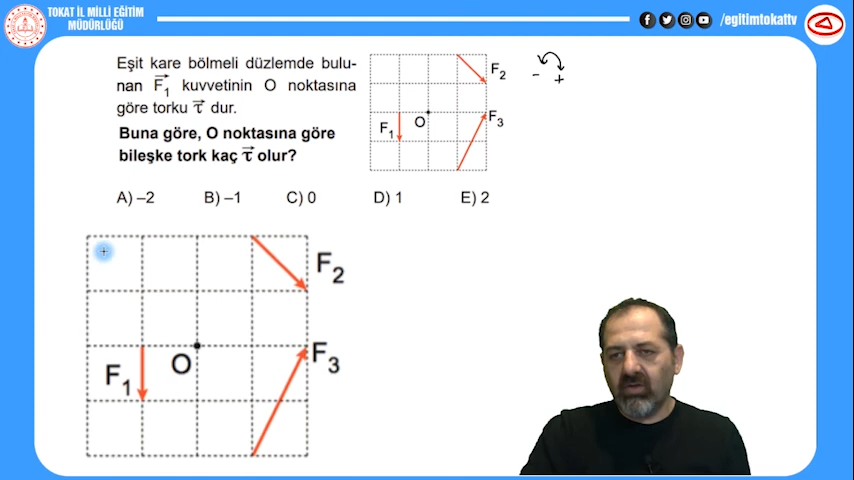 TOKAT İL MİLLİ EĞİTİM
MÜDÜRLÜĞÜ
/egitimtokattv
Eşit kare bölmeli düzlemde bulu-
nan F₁ kuvvetinin O noktasına
göre torku τ dur.
Buna göre, O noktasına göre
bileşke tork kaç τ olur?
F₂
F₃
F₁
O
- +
A) –2 B) –1 C) 0 D) 1 E) 2
F₂
F₃
F₁
O